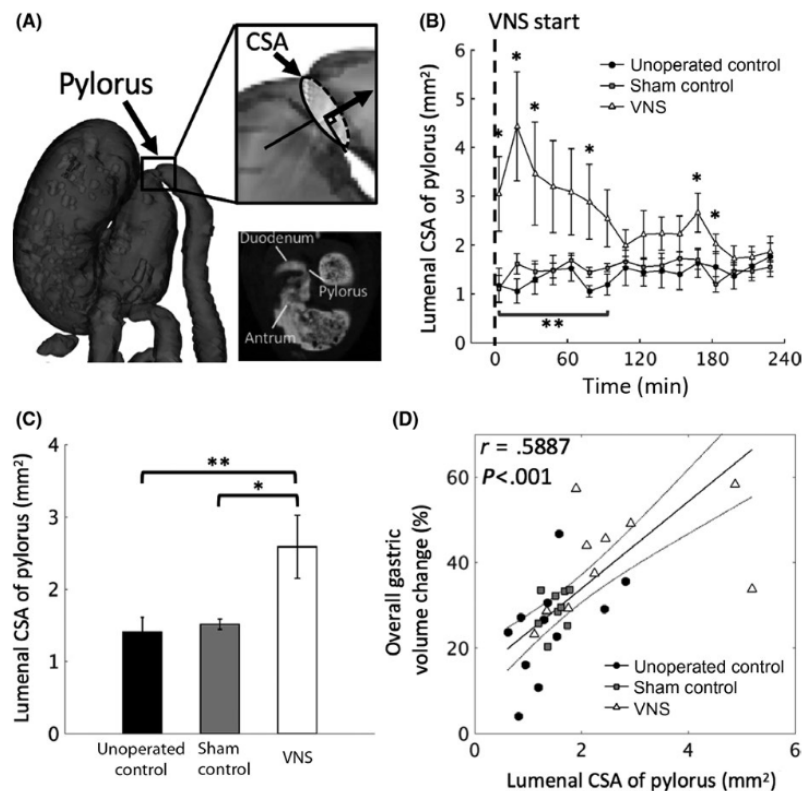 (A)
Pylorus
CSA
Duodenum
Pylorus
Antrum
(B)
VNS start
Lumenal CSA of pylorus (mm²)
6
5
4
3
2
1
0
*
*
*
*
*
*
**
Unoperated control
Sham control
VNS
0
60
120
180
240
Time (min)
(C)
Lumenal CSA of pylorus (mm²)
4
3
2
1
0
**
*
Unoperated
control
Sham
control
VNS
(D)
r = .5887
P<.001
Overall gastric
volume change (%)
60
40
20
0
Unoperated control
Sham control
VNS
0
2
4
6
Lumenal CSA of pylorus (mm²)